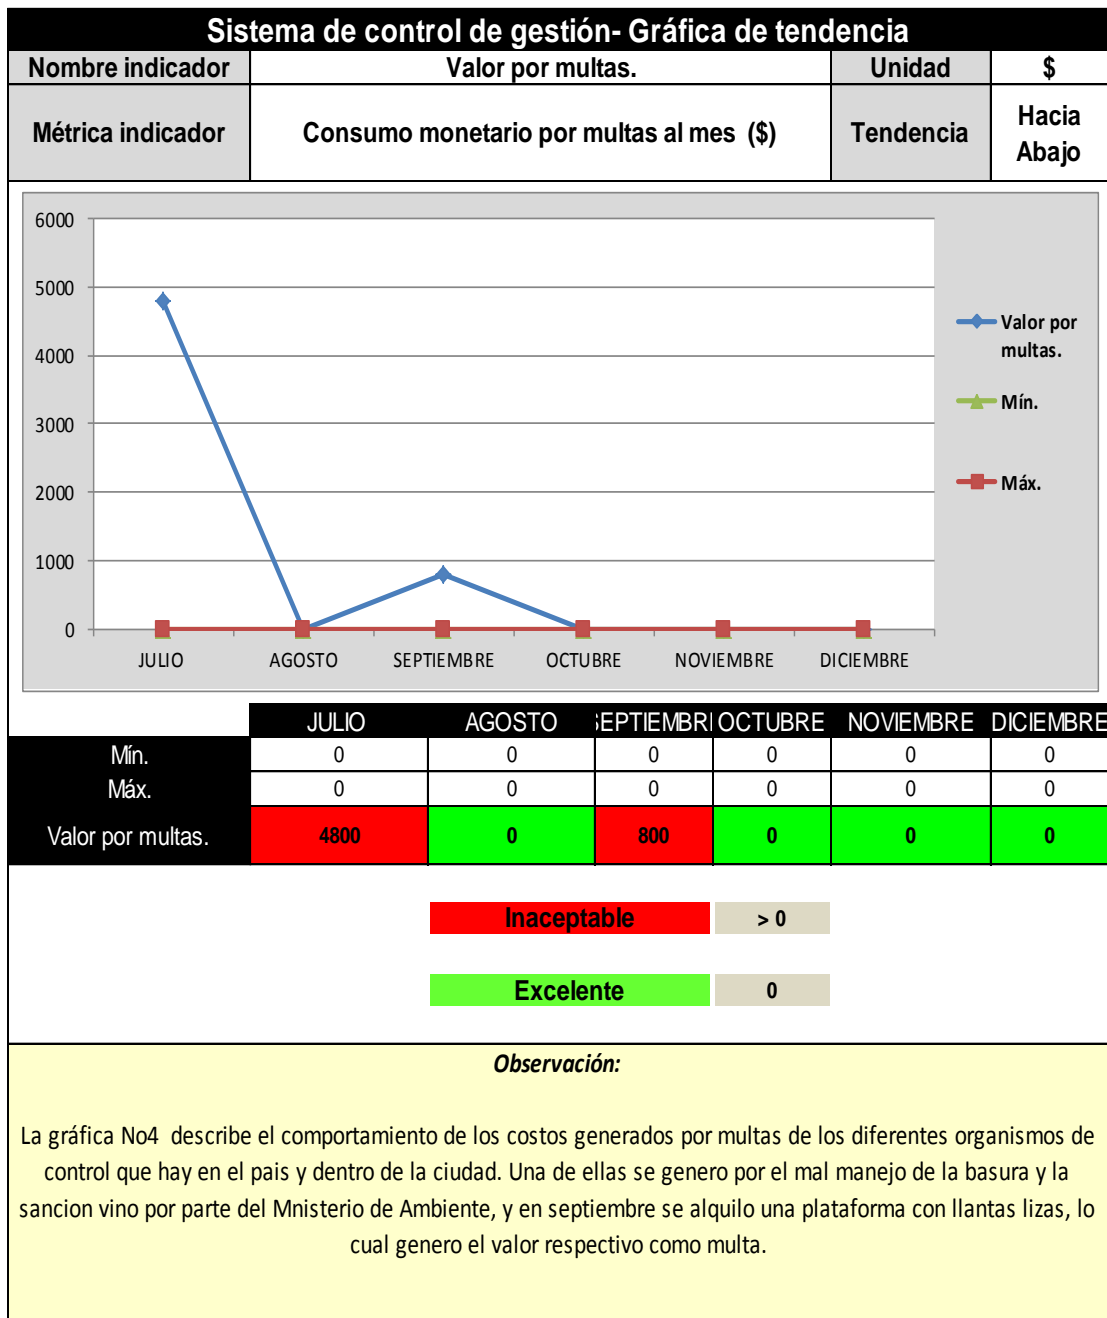 Sistema de control de gestión- Gráfica de tendencia
Nombre indicador Valor por multas. Unidad $
Métrica indicador Consumo monetario por multas al mes ($) Tendencia Hacia
Abajo
6000
5000
4000
3000
2000
1000
0
JULIO AGOSTO SEPTIEMBRE OCTUBRE NOVIEMBRE DICIEMBRE
Valor por
multas.
Mín.
Máx.
JULIO AGOSTO SEPTIEMBRE OCTUBRE NOVIEMBRE DICIEMBRE
Mín. 0 0 0 0 0 0
Máx. 0 0 0 0 0 0
Valor por multas. 4800 0 800 0 0 0
Inaceptable > 0
Excelente 0
Observación:
La gráfica No4 describe el comportamiento de los costos generados por multas de los diferentes organismos de
control que hay en el pais y dentro de la ciudad. Una de ellas se genero por el mal manejo de la basura y la
sancion vino por parte del Mnisterio de Ambiente, y en septiembre se alquilo una plataforma con llantas lizas, lo
cual genero el valor respectivo como multa.